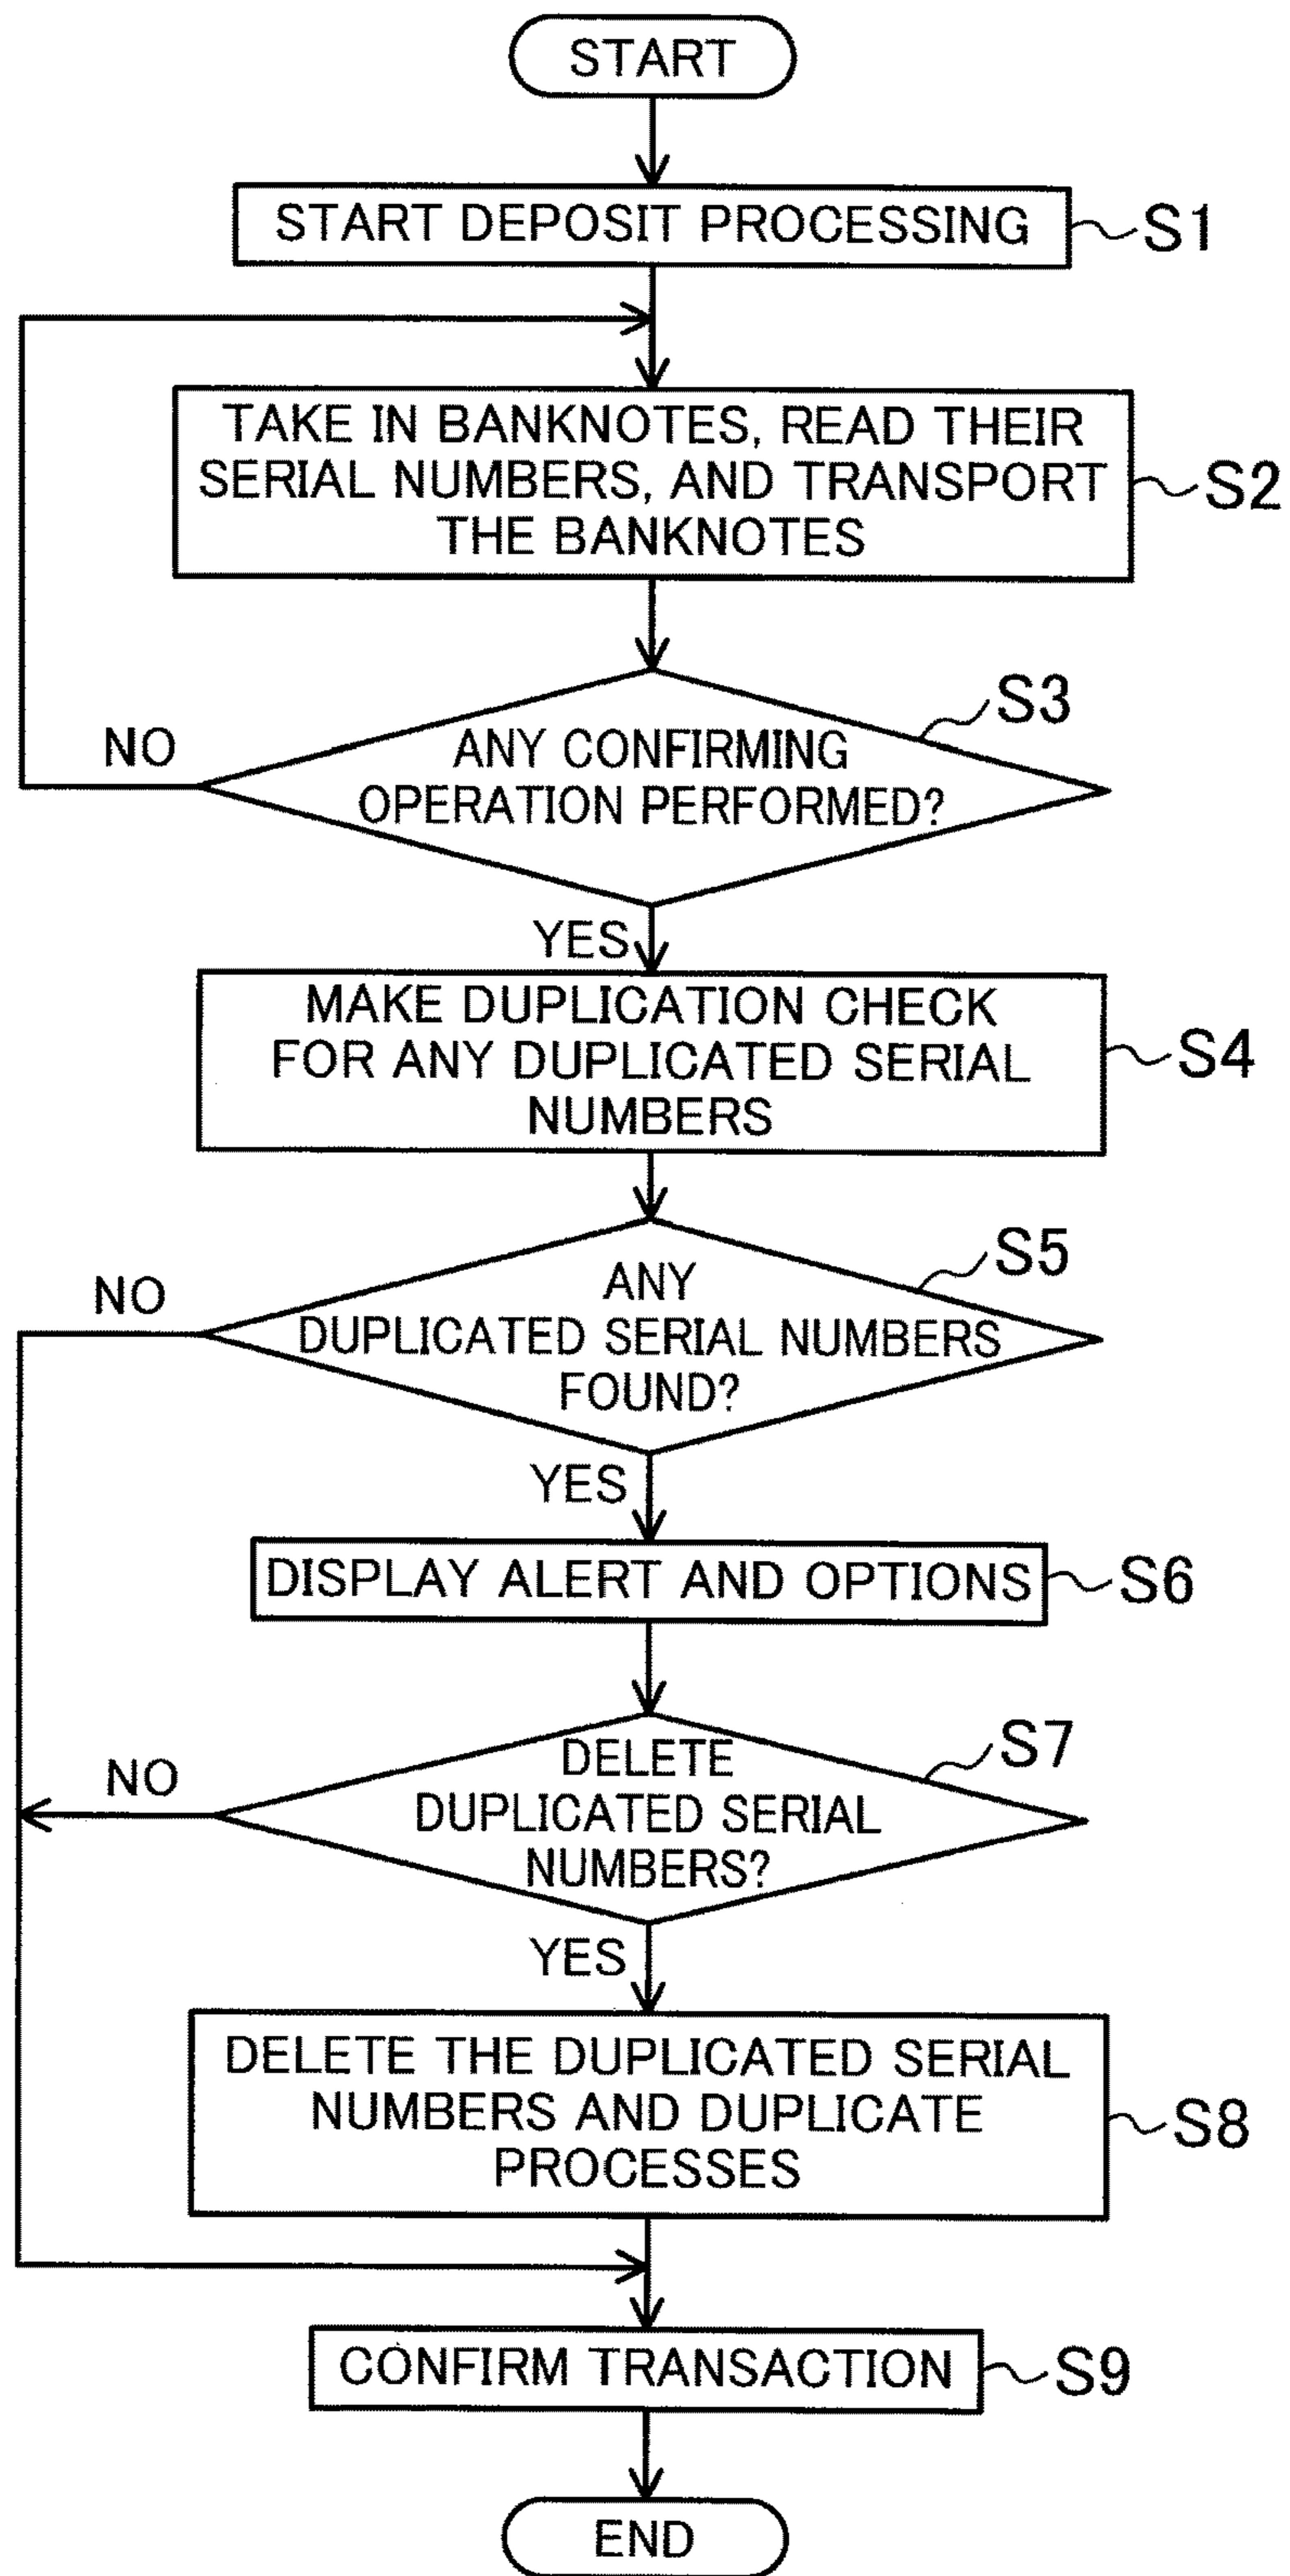 START
START DEPOSIT PROCESSING
S1
TAKE IN BANKNOTES, READ THEIR
SERIAL NUMBERS, AND TRANSPORT
THE BANKNOTES
S2
S3
NO
ANY CONFIRMING
OPERATION PERFORMED?
YES
MAKE DUPLICATION CHECK
FOR ANY DUPLICATED SERIAL
NUMBERS
S4
S5
NO
ANY
DUPLICATED SERIAL NUMBERS
FOUND?
YES
DISPLAY ALERT AND OPTIONS
S6
S7
NO
DELETE
DUPLICATED SERIAL
NUMBERS?
YES
DELETE THE DUPLICATED SERIAL
NUMBERS AND DUPLICATE
PROCESSES
S8
CONFIRM TRANSACTION
S9
END